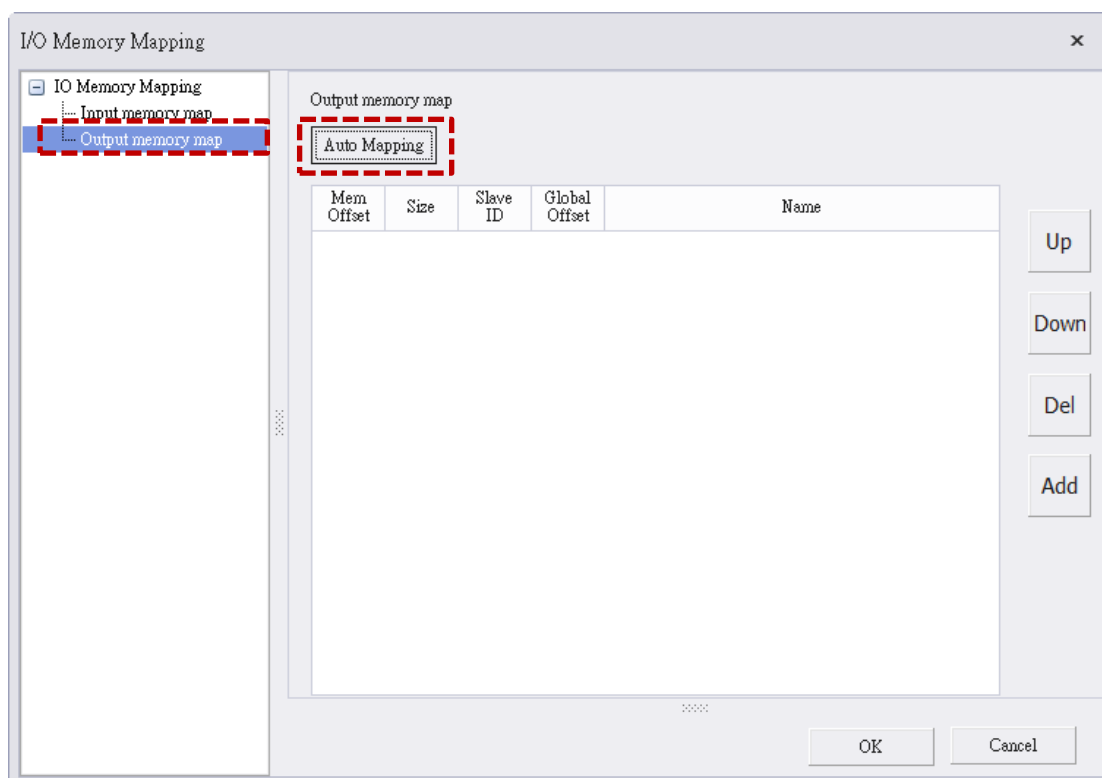 I/O Memory Mapping
IO Memory Mapping
Input memory map
Output memory map
Output memory map
Auto Mapping
Mem Offset Size Slave ID Global Offset Name
Up
Down
Del
Add
OK Cancel